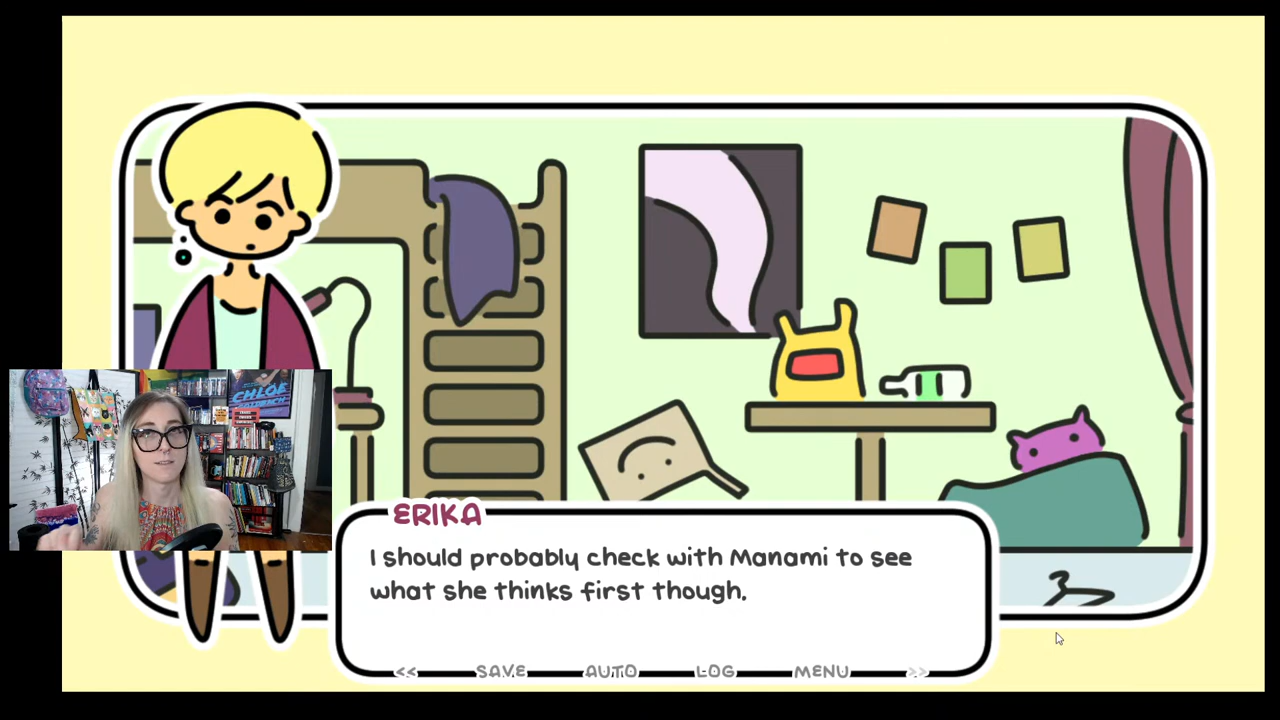 CHLOE
ERIKA
I should probably check with Manami to see
what she thinks first though.
<< SAVE AUTO LOG MENU >>